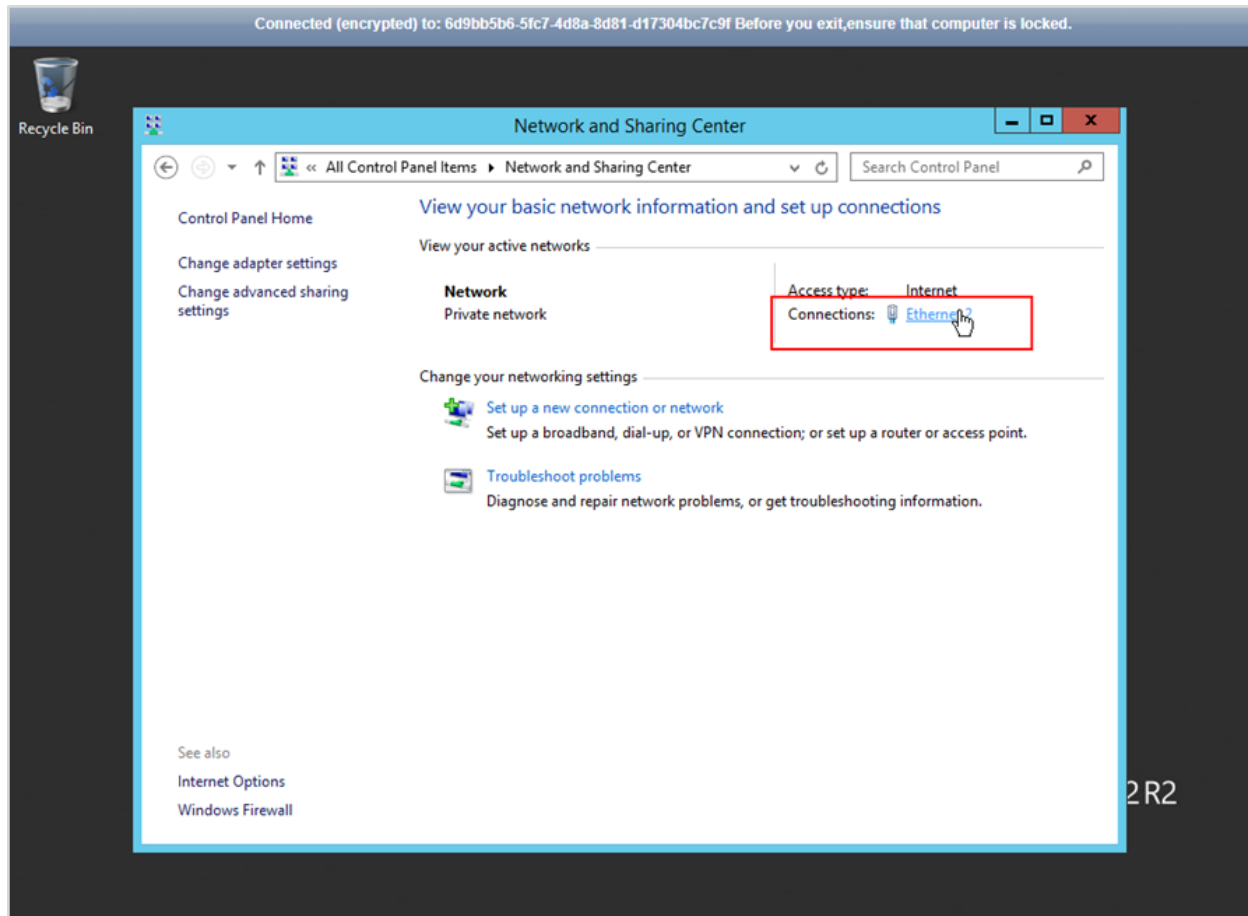 Connected (encrypted) to: 6d9bb5b6-5fc7-4d8a-8d81-d17304bc7c9f Before you exit,ensure that computer is locked.
Recycle Bin
Network and Sharing Center
« All Control Panel Items Network and Sharing Center
Search Control Panel
Control Panel Home
Change adapter settings
Change advanced sharing
settings
View your basic network information and set up connections
View your active networks
Network
Private network
Access type: Internet
Connections: Ethernet 2
Change your networking settings
Set up a new connection or network
Set up a broadband, dial-up, or VPN connection; or set up a router or access point.
Troubleshoot problems
Diagnose and repair network problems, or get troubleshooting information.
See also
Internet Options
Windows Firewall
2 R2